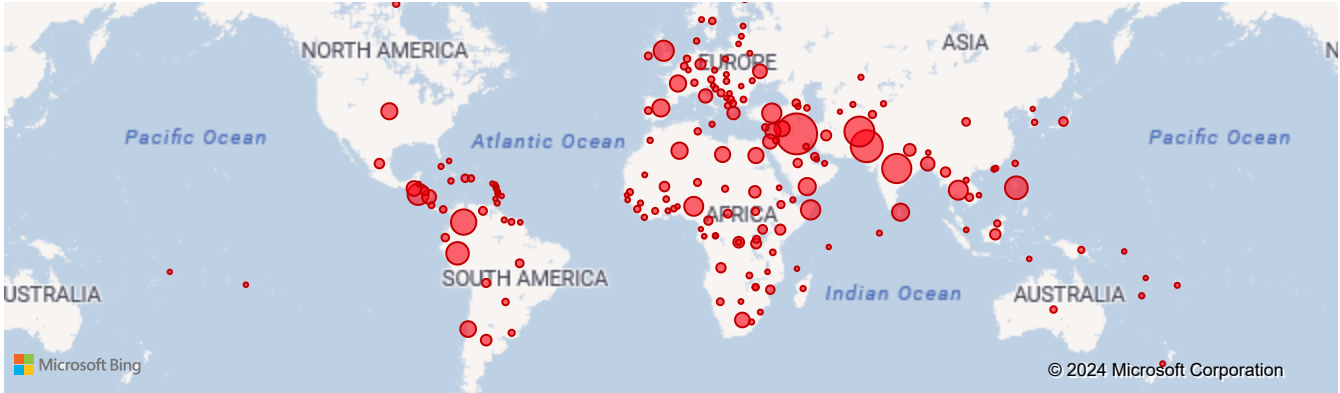 NORTH AMERICA
EUROPE
ASIA
N
Pacific Ocean
Atlantic Ocean
Pacific Ocean
AFRICA
SOUTH AMERICA
USTRALIA
Indian Ocean
AUSTRALIA
Microsoft Bing
© 2024 Microsoft Corporation